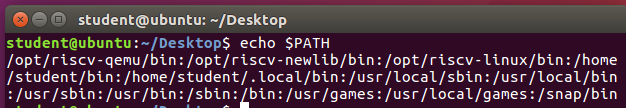 student@ubuntu: ~/Desktop
student@ubuntu:~/Desktop$ echo $PATH
/opt/riscv-qemu/bin:/opt/riscv-newlib/bin:/opt/riscv-linux/bin:/home
/student/bin:/home/student/.local/bin:/usr/local/sbin:/usr/local/bin
:/usr/sbin:/usr/bin:/sbin:/bin:/usr/games:/usr/local/games:/snap/bin